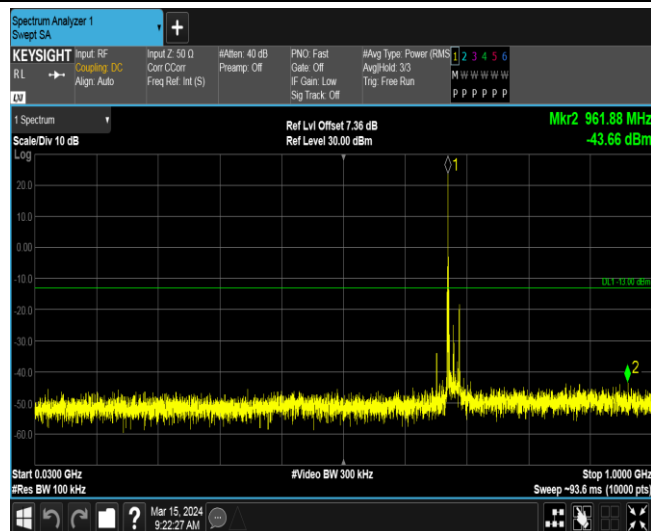 Spectrum Analyzer 1
Swept SA
+
KEYSIGHT
RL
LXI
Input: RF
Coupling: DC
Align: Auto
Input Z: 50 Ω
Corr CCorr
Freq Ref: Int (S)
#Atten: 40 dB
Preamp: Off
PNO: Fast
Gate: Off
IF Gain: Low
Sig Track: Off
#Avg Type: Power (RMS
Avg|Hold: 3/3
Trig: Free Run
1 2 3 4 5 6
M W W W W W
P P P P P P
1 Spectrum
Scale/Div 10 dB
Log
Ref Lvl Offset 7.36 dB
Ref Level 30.00 dBm
Mkr2 961.88 MHz
-43.66 dBm
1
20.0
10.0
0.00
-10.0
DL1 -13.00 dBm
-20.0
-30.0
-40.0
2
-50.0
-60.0
Start 0.0300 GHz
#Res BW 100 kHz
#Video BW 300 kHz
Stop 1.0000 GHz
Sweep ~93.6 ms (10000 pts)
?
Mar 15, 2024
9:22:27 AM